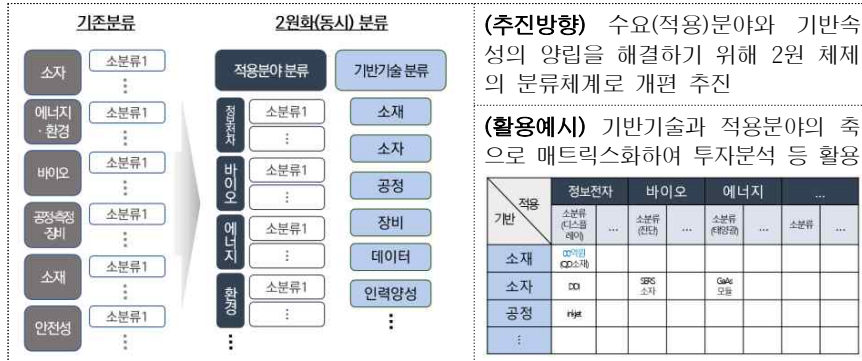 기존분류
소자
소분류1
⋮
에너지
·환경
소분류1
⋮
바이오
소분류1
⋮
공정·측정
·장비
소분류1
⋮
소재
소분류1
⋮
안전성
소분류1
⋮
2원화(동시) 분류
적용분야 분류
기반기술 분류
정보전자
소분류1
⋮
바이오
소분류1
⋮
에너지
소분류1
⋮
환경
소분류1
⋮
⋮
소재
소자
공정
장비
데이터
인력양성
⋮
(추진방향) 수요(적용)분야와 기반속
성의 양립을 해결하기 위해 2원 체제
의 분류체계로 개편 추진
(활용예시) 기반기술과 적용분야의 축
으로 매트릭스화하여 투자분석 등 활용
적용
기반
정보전자 바이오 에너지 ...
소분류
(디스플
레이)
...
소분류
(진단)
...
소분류
(태양광)
...
소분류 ...
소재
00억원
(QD소재)
소자
DDI
SERS
소자
GaAs
모듈
공정
inkjet
⋮